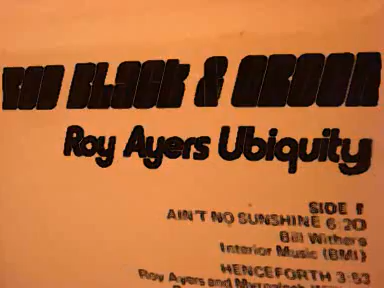 RED BLACK & GREEN
Roy Ayers Ubiquity
SIDE 1
AIN'T NO SUNSHINE 6:20
Bill Withers
Interior Music (BMI)
HENCEFORTH 3:53
Roy Ayers and